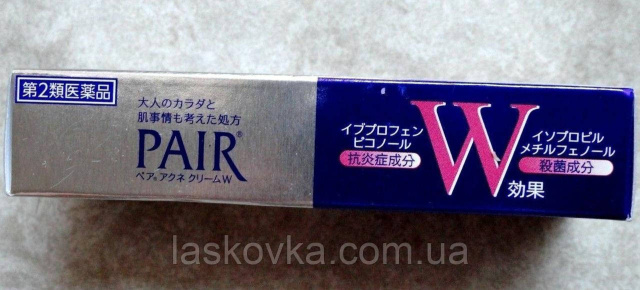 第2類医薬品
大人のカラダと
肌事情も考えた処方
PAIR®
ペア®アクネ クリームW
イブプロフェン
ピコノール
抗炎症成分
W
効果
イソプロピル
メチルフェノール
殺菌成分
laskovka.com.ua